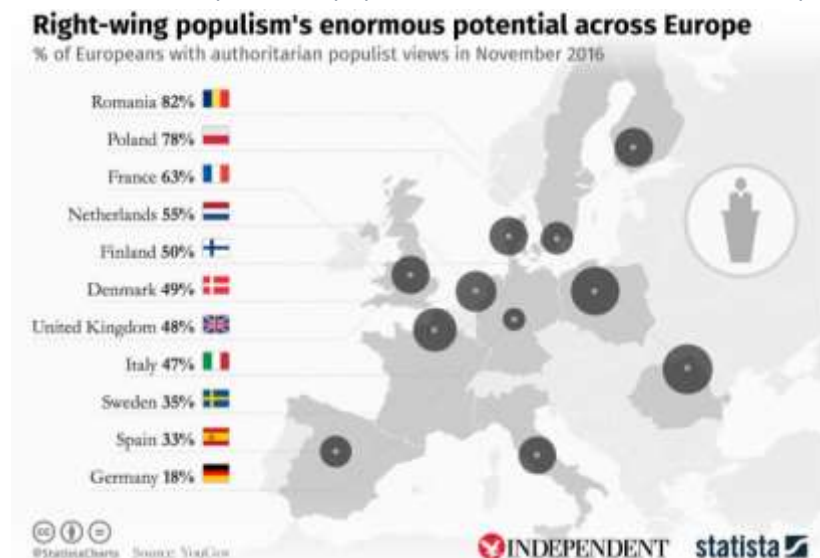 Right-wing populism's enormous potential across Europe
% of Europeans with authoritarian populist views in November 2016
Romania 82%
Poland 78%
France 63%
Netherlands 55%
Finland 50%
Denmark 49%
United Kingdom 48%
Italy 47%
Sweden 35%
Spain 33%
Germany 18%
@StatistaCharts Source: YouGov
INDEPENDENT statista